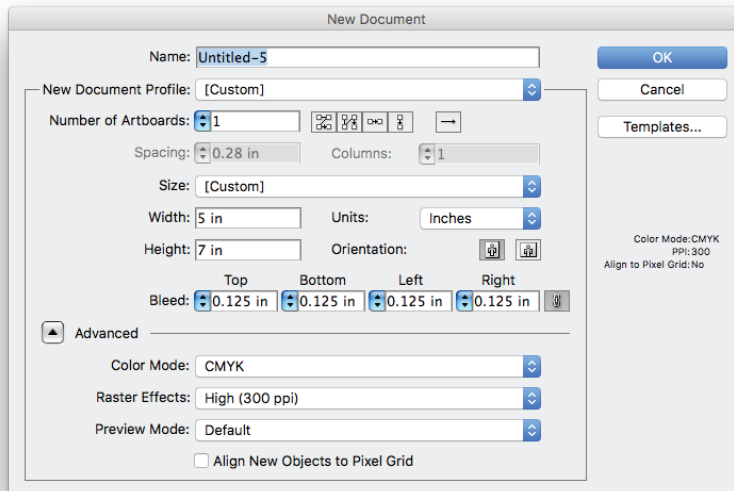 New Document
Name: Untitled-5
OK
New Document Profile: [Custom]
Cancel
Number of Artboards: 1
Templates...
Spacing: 0.28 in Columns: 1
Size: [Custom]
Width: 5 in Units: Inches
Height: 7 in Orientation:
Color Mode:CMYK
PPI:300
Align to Pixel Grid:No
Top Bottom Left Right
Bleed: 0.125 in 0.125 in 0.125 in 0.125 in
Advanced
Color Mode: CMYK
Raster Effects: High (300 ppi)
Preview Mode: Default
Align New Objects to Pixel Grid